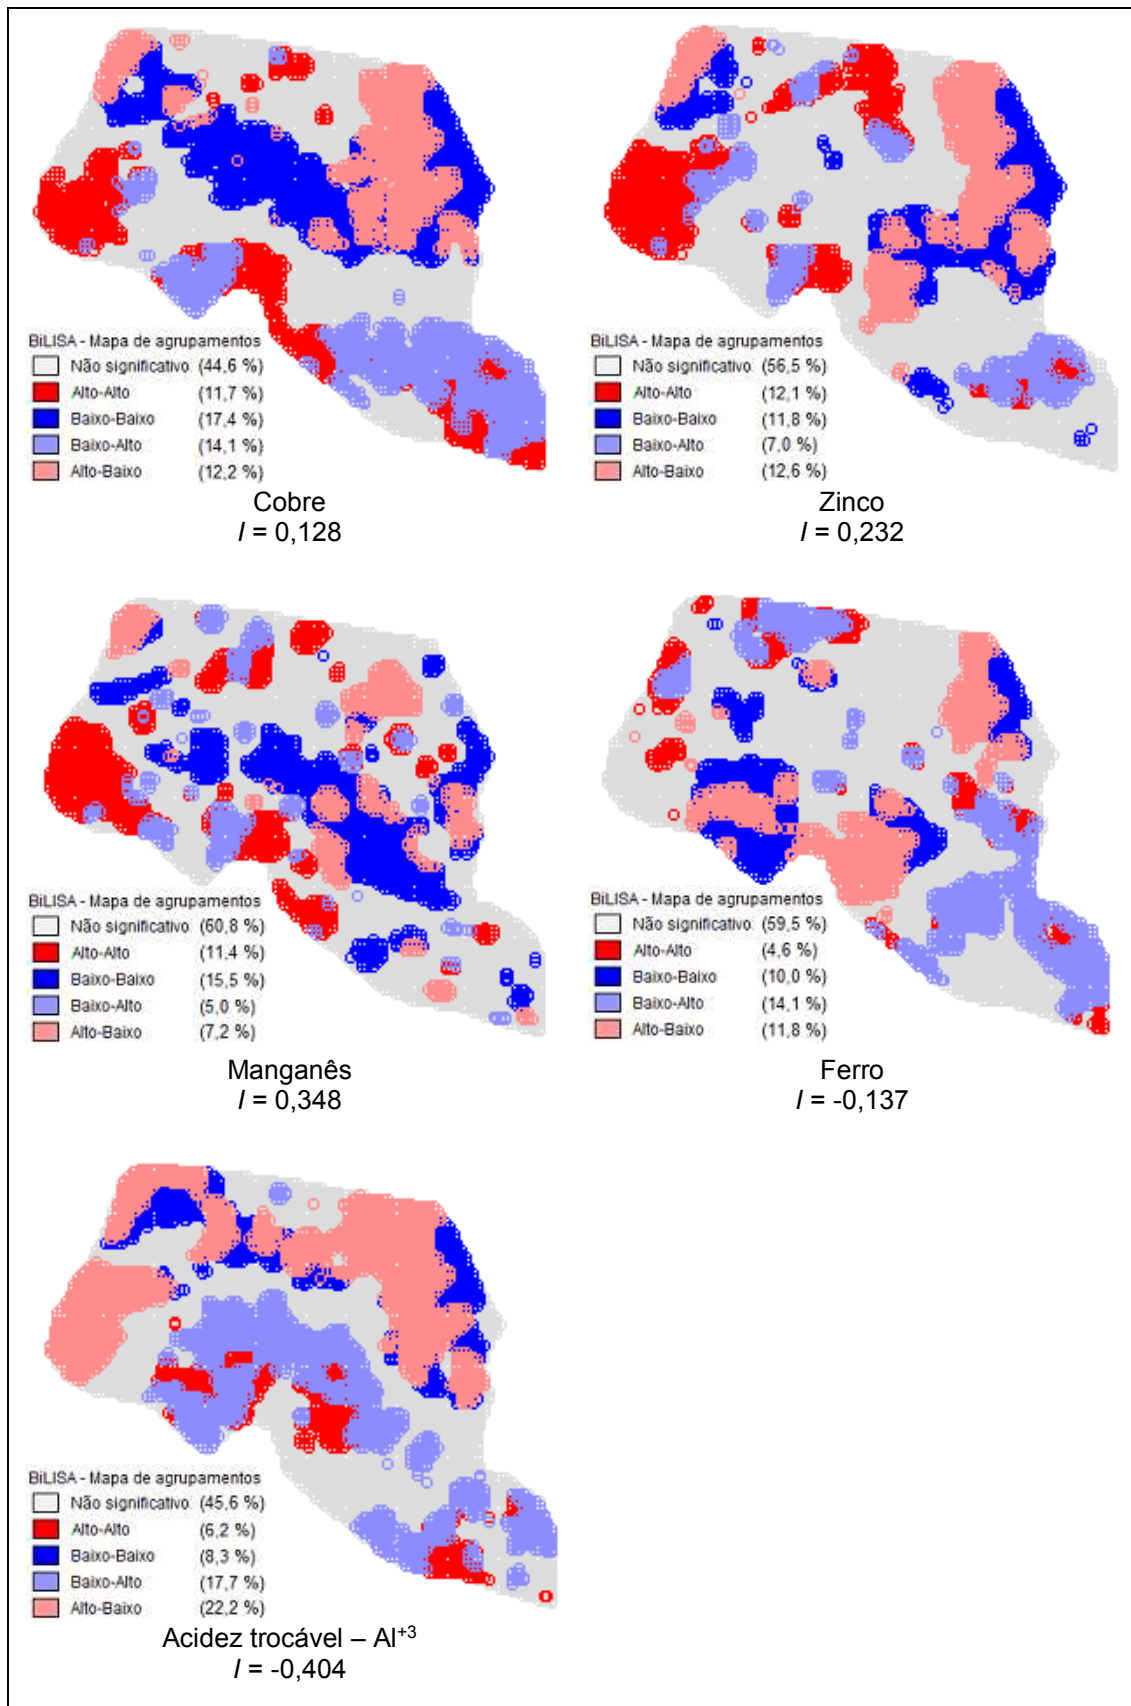 BiLISA - Mapa de agrupamentos
Não significativo (44,6 %)
Alto-Alto (11,7 %)
Baixo-Baixo (17,4 %)
Baixo-Alto (14,1 %)
Alto-Baixo (12,2 %)
Cobre
I = 0,128
BiLISA - Mapa de agrupamentos
Não significativo (56,5 %)
Alto-Alto (12,1 %)
Baixo-Baixo (11,8 %)
Baixo-Alto (7,0 %)
Alto-Baixo (12,6 %)
Zinco
I = 0,232
BiLISA - Mapa de agrupamentos
Não significativo (60,8 %)
Alto-Alto (11,4 %)
Baixo-Baixo (15,5 %)
Baixo-Alto (5,0 %)
Alto-Baixo (7,2 %)
Manganês
I = 0,348
BiLISA - Mapa de agrupamentos
Não significativo (59,5 %)
Alto-Alto (4,6 %)
Baixo-Baixo (10,0 %)
Baixo-Alto (14,1 %)
Alto-Baixo (11,8 %)
Ferro
I = -0,137
BiLISA - Mapa de agrupamentos
Não significativo (45,6 %)
Alto-Alto (6,2 %)
Baixo-Baixo (8,3 %)
Baixo-Alto (17,7 %)
Alto-Baixo (22,2 %)
Acidez trocável – Al⁺³
I = -0,404